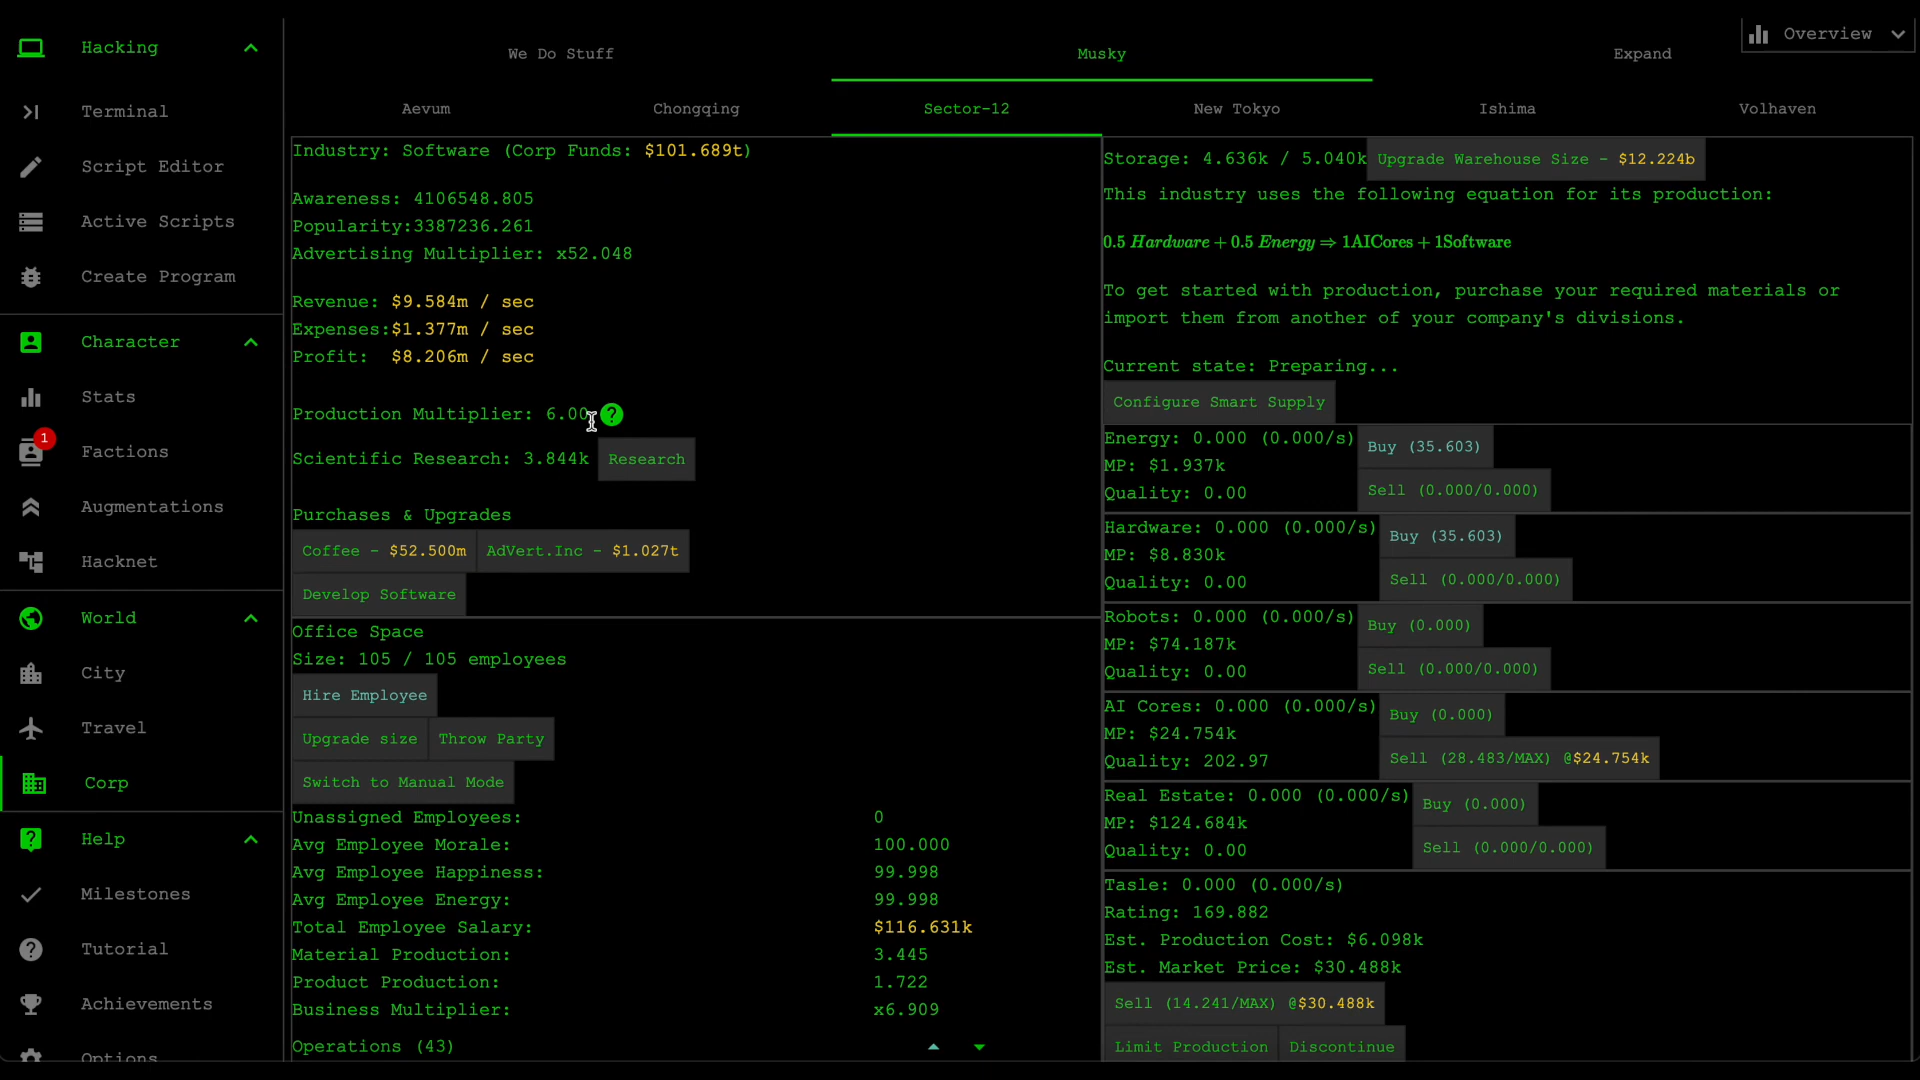 Hacking
Terminal
Script Editor
Active Scripts
Create Program
Character
Stats
1
Factions
Augmentations
Hacknet
World
City
Travel
Corp
Help
Milestones
Tutorial
Achievements
Options
We Do Stuff
Musky
Expand
Overview
Aevum
Chongqing
Sector-12
New Tokyo
Ishima
Volhaven
Industry: Software (Corp Funds: $101.689t)
Awareness: 4106548.805
Popularity:3387236.261
Advertising Multiplier: x52.048
Revenue: $9.584m / sec
Expenses:$1.377m / sec
Profit: $8.206m / sec
Production Multiplier: 6.00
Scientific Research: 3.844k
Research
Purchases & Upgrades
Coffee - $52.500m
AdVert.Inc - $1.027t
Develop Software
Office Space
Size: 105 / 105 employees
Hire Employee
Upgrade size
Throw Party
Switch to Manual Mode
Unassigned Employees: 0
Avg Employee Morale: 100.000
Avg Employee Happiness: 99.998
Avg Employee Energy: 99.998
Total Employee Salary: $116.631k
Material Production: 3.445
Product Production: 1.722
Business Multiplier: x6.909
Operations (43)
Storage: 4.636k / 5.040k
Upgrade Warehouse Size - $12.224b
This industry uses the following equation for its production:
0.5 Hardware + 0.5 Energy ⇒ 1AICores + 1Software
To get started with production, purchase your required materials or
import them from another of your company's divisions.
Current state: Preparing...
Configure Smart Supply
Energy: 0.000 (0.000/s)
Buy (35.603)
MP: $1.937k
Quality: 0.00
Sell (0.000/0.000)
Hardware: 0.000 (0.000/s)
Buy (35.603)
MP: $8.830k
Quality: 0.00
Sell (0.000/0.000)
Robots: 0.000 (0.000/s)
Buy (0.000)
MP: $74.187k
Quality: 0.00
Sell (0.000/0.000)
AI Cores: 0.000 (0.000/s)
Buy (0.000)
MP: $24.754k
Quality: 202.97
Sell (28.483/MAX) @$24.754k
Real Estate: 0.000 (0.000/s)
Buy (0.000)
MP: $124.684k
Quality: 0.00
Sell (0.000/0.000)
Tasle: 0.000 (0.000/s)
Rating: 169.882
Est. Production Cost: $6.098k
Est. Market Price: $30.488k
Sell (14.241/MAX) @$30.488k
Limit Production
Discontinue